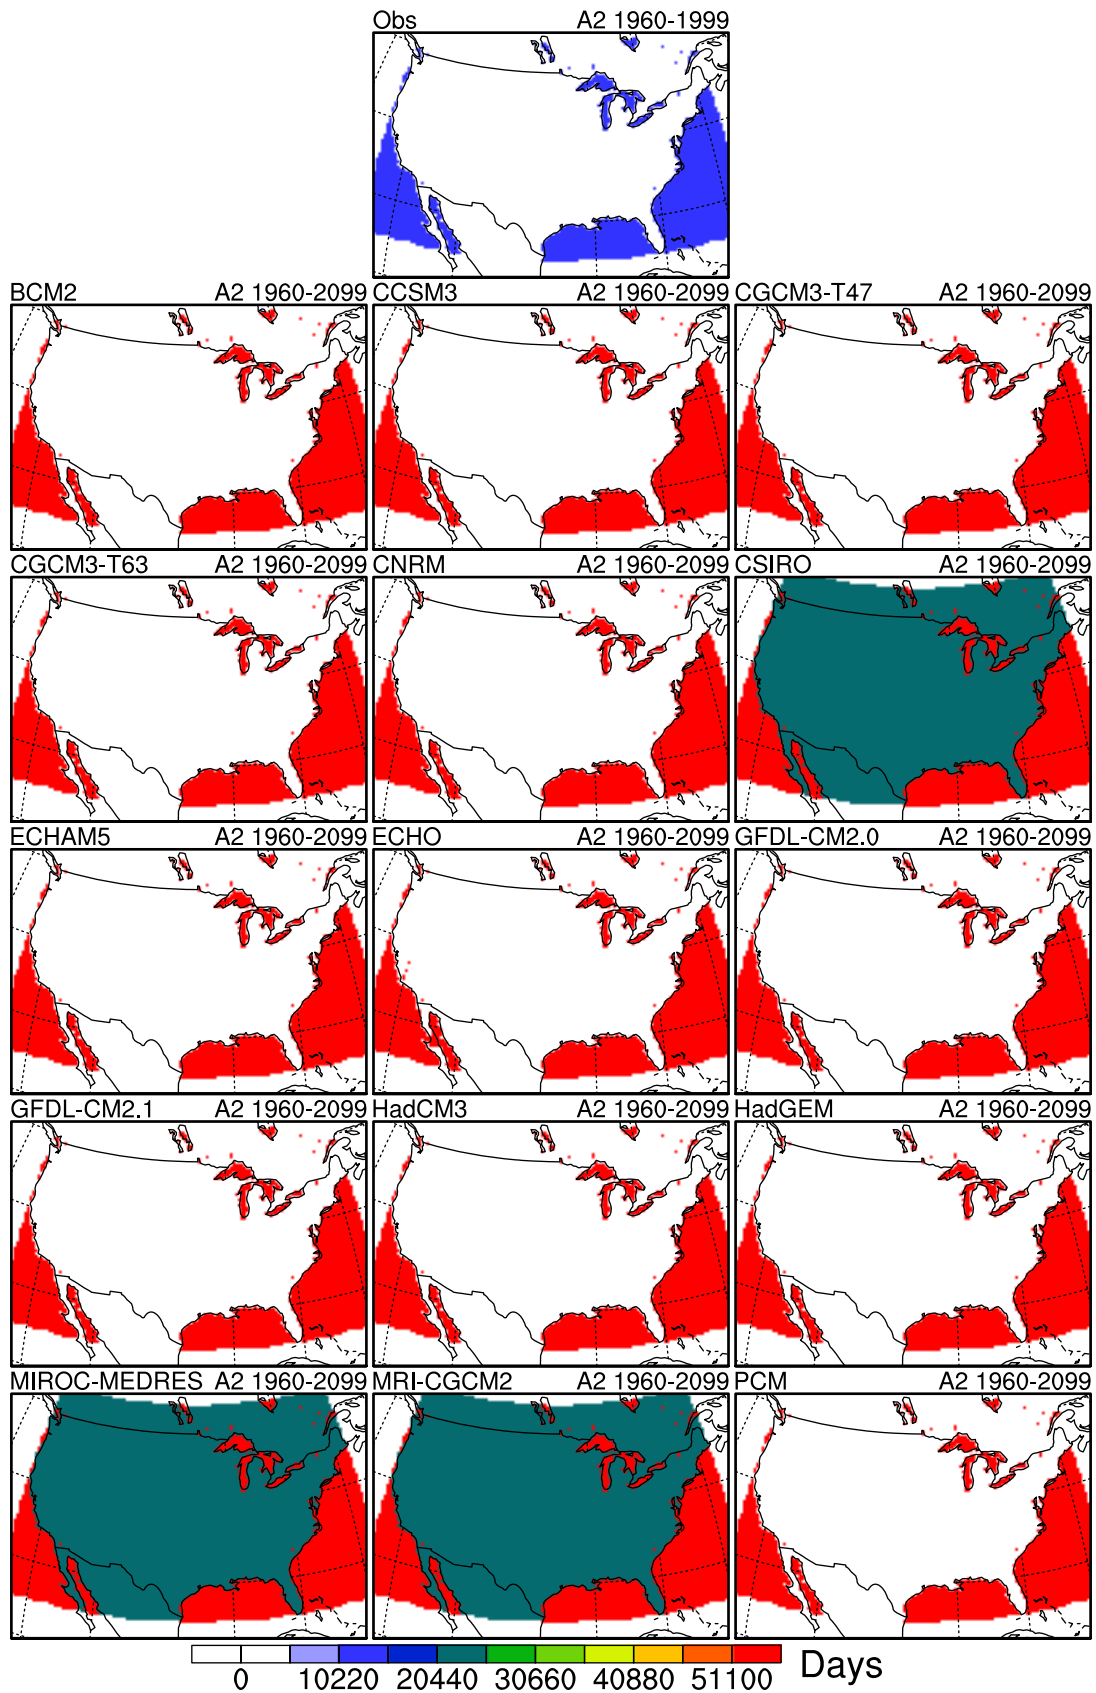 Obs A2 1960-1999
BCM2 A2 1960-2099 CCSM3 A2 1960-2099 CGCM3-T47 A2 1960-2099
CGCM3-T63 A2 1960-2099 CNRM A2 1960-2099 CSIRO A2 1960-2099
ECHAM5 A2 1960-2099 ECHO A2 1960-2099 GFDL-CM2.0 A2 1960-2099
GFDL-CM2.1 A2 1960-2099 HadCM3 A2 1960-2099 HadGEM A2 1960-2099
MIROC-MEDRES A2 1960-2099 MRI-CGCM2 A2 1960-2099 PCM A2 1960-2099
0 10220 20440 30660 40880 51100 Days